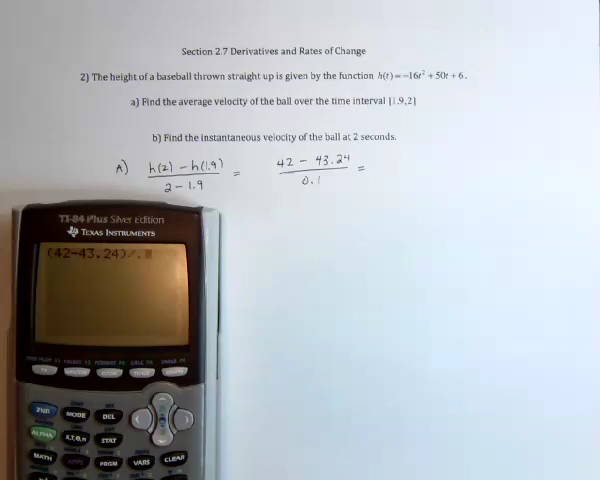 Section 2.7 Derivatives and Rates of Change
2) The height of a baseball thrown straight up is given by the function h(t)=-16t² + 50t + 6.
a) Find the average velocity of the ball over the time interval [1.9,2]
b) Find the instantaneous velocity of the ball at 2 seconds.
A) h(2) - h(1.9) / 2 - 1.9 = 42 - 43.24 / 0.1 =
TI-84 Plus Silver Edition
TEXAS INSTRUMENTS
(42-43.24)/.
2ND MODE DEL
ALPHA X,T,θ,n STAT
MATH APPS PRGM VARS CLEAR